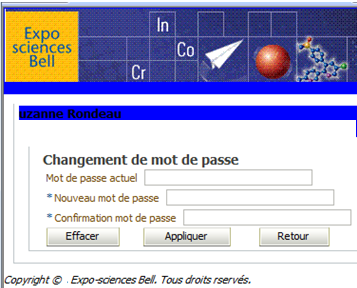 Expo
sciences
Bell
In
Co
Cr
uzanne Rondeau
Changement de mot de passe
Mot de passe actuel
* Nouveau mot de passe
* Confirmation mot de passe
Effacer Appliquer Retour
Copyright © . Expo-sciences Bell. Tous droits rservés.